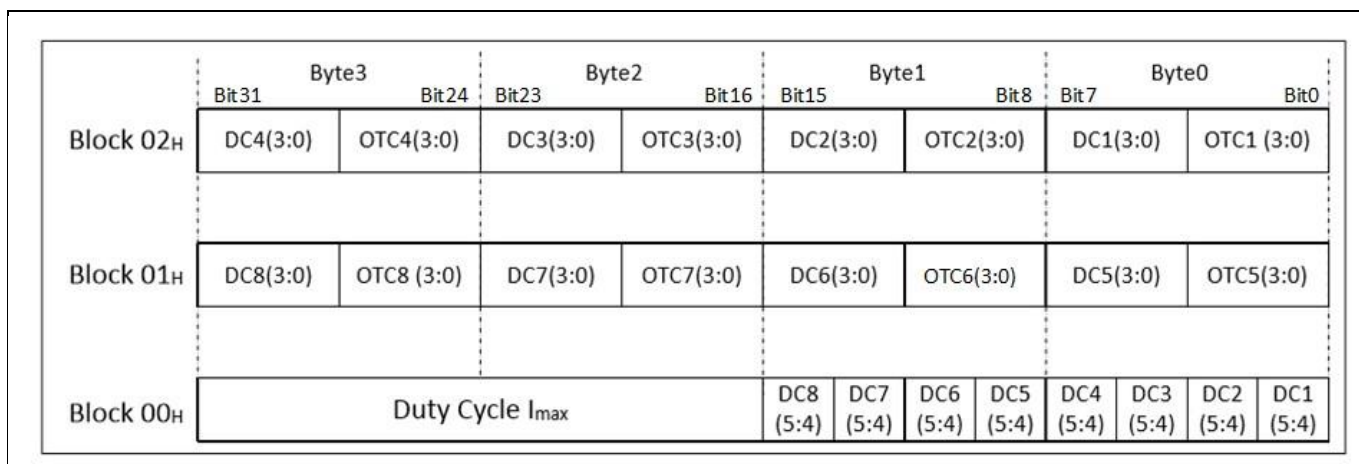 Byte3 Byte2 Byte1 Byte0
Bit31 Bit24 Bit23 Bit16 Bit15 Bit8 Bit7 Bit0
Block 02H DC4(3:0) OTC4(3:0) DC3(3:0) OTC3(3:0) DC2(3:0) OTC2(3:0) DC1(3:0) OTC1 (3:0)
Block 01H DC8(3:0) OTC8 (3:0) DC7(3:0) OTC7(3:0) DC6(3:0) OTC6(3:0) DC5(3:0) OTC5(3:0)
Block 00H Duty Cycle Imax DC8 DC7 DC6 DC5 DC4 DC3 DC2 DC1
(5:4) (5:4) (5:4) (5:4) (5:4) (5:4) (5:4) (5:4)